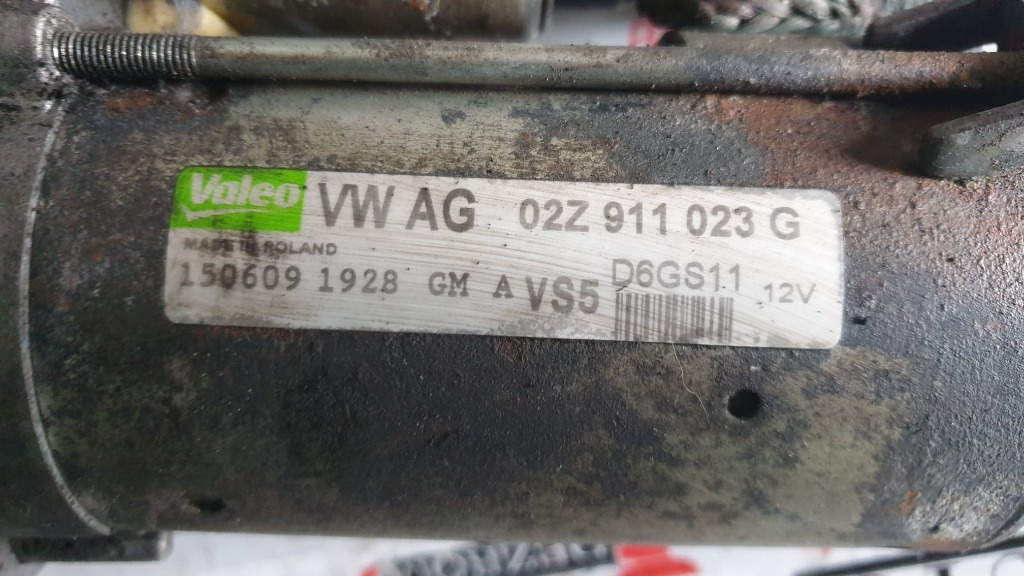 Valeo VW AG 02Z 911 023 G
MADE IN POLAND
150609 1928 GM A VS5 D6GS11 12V